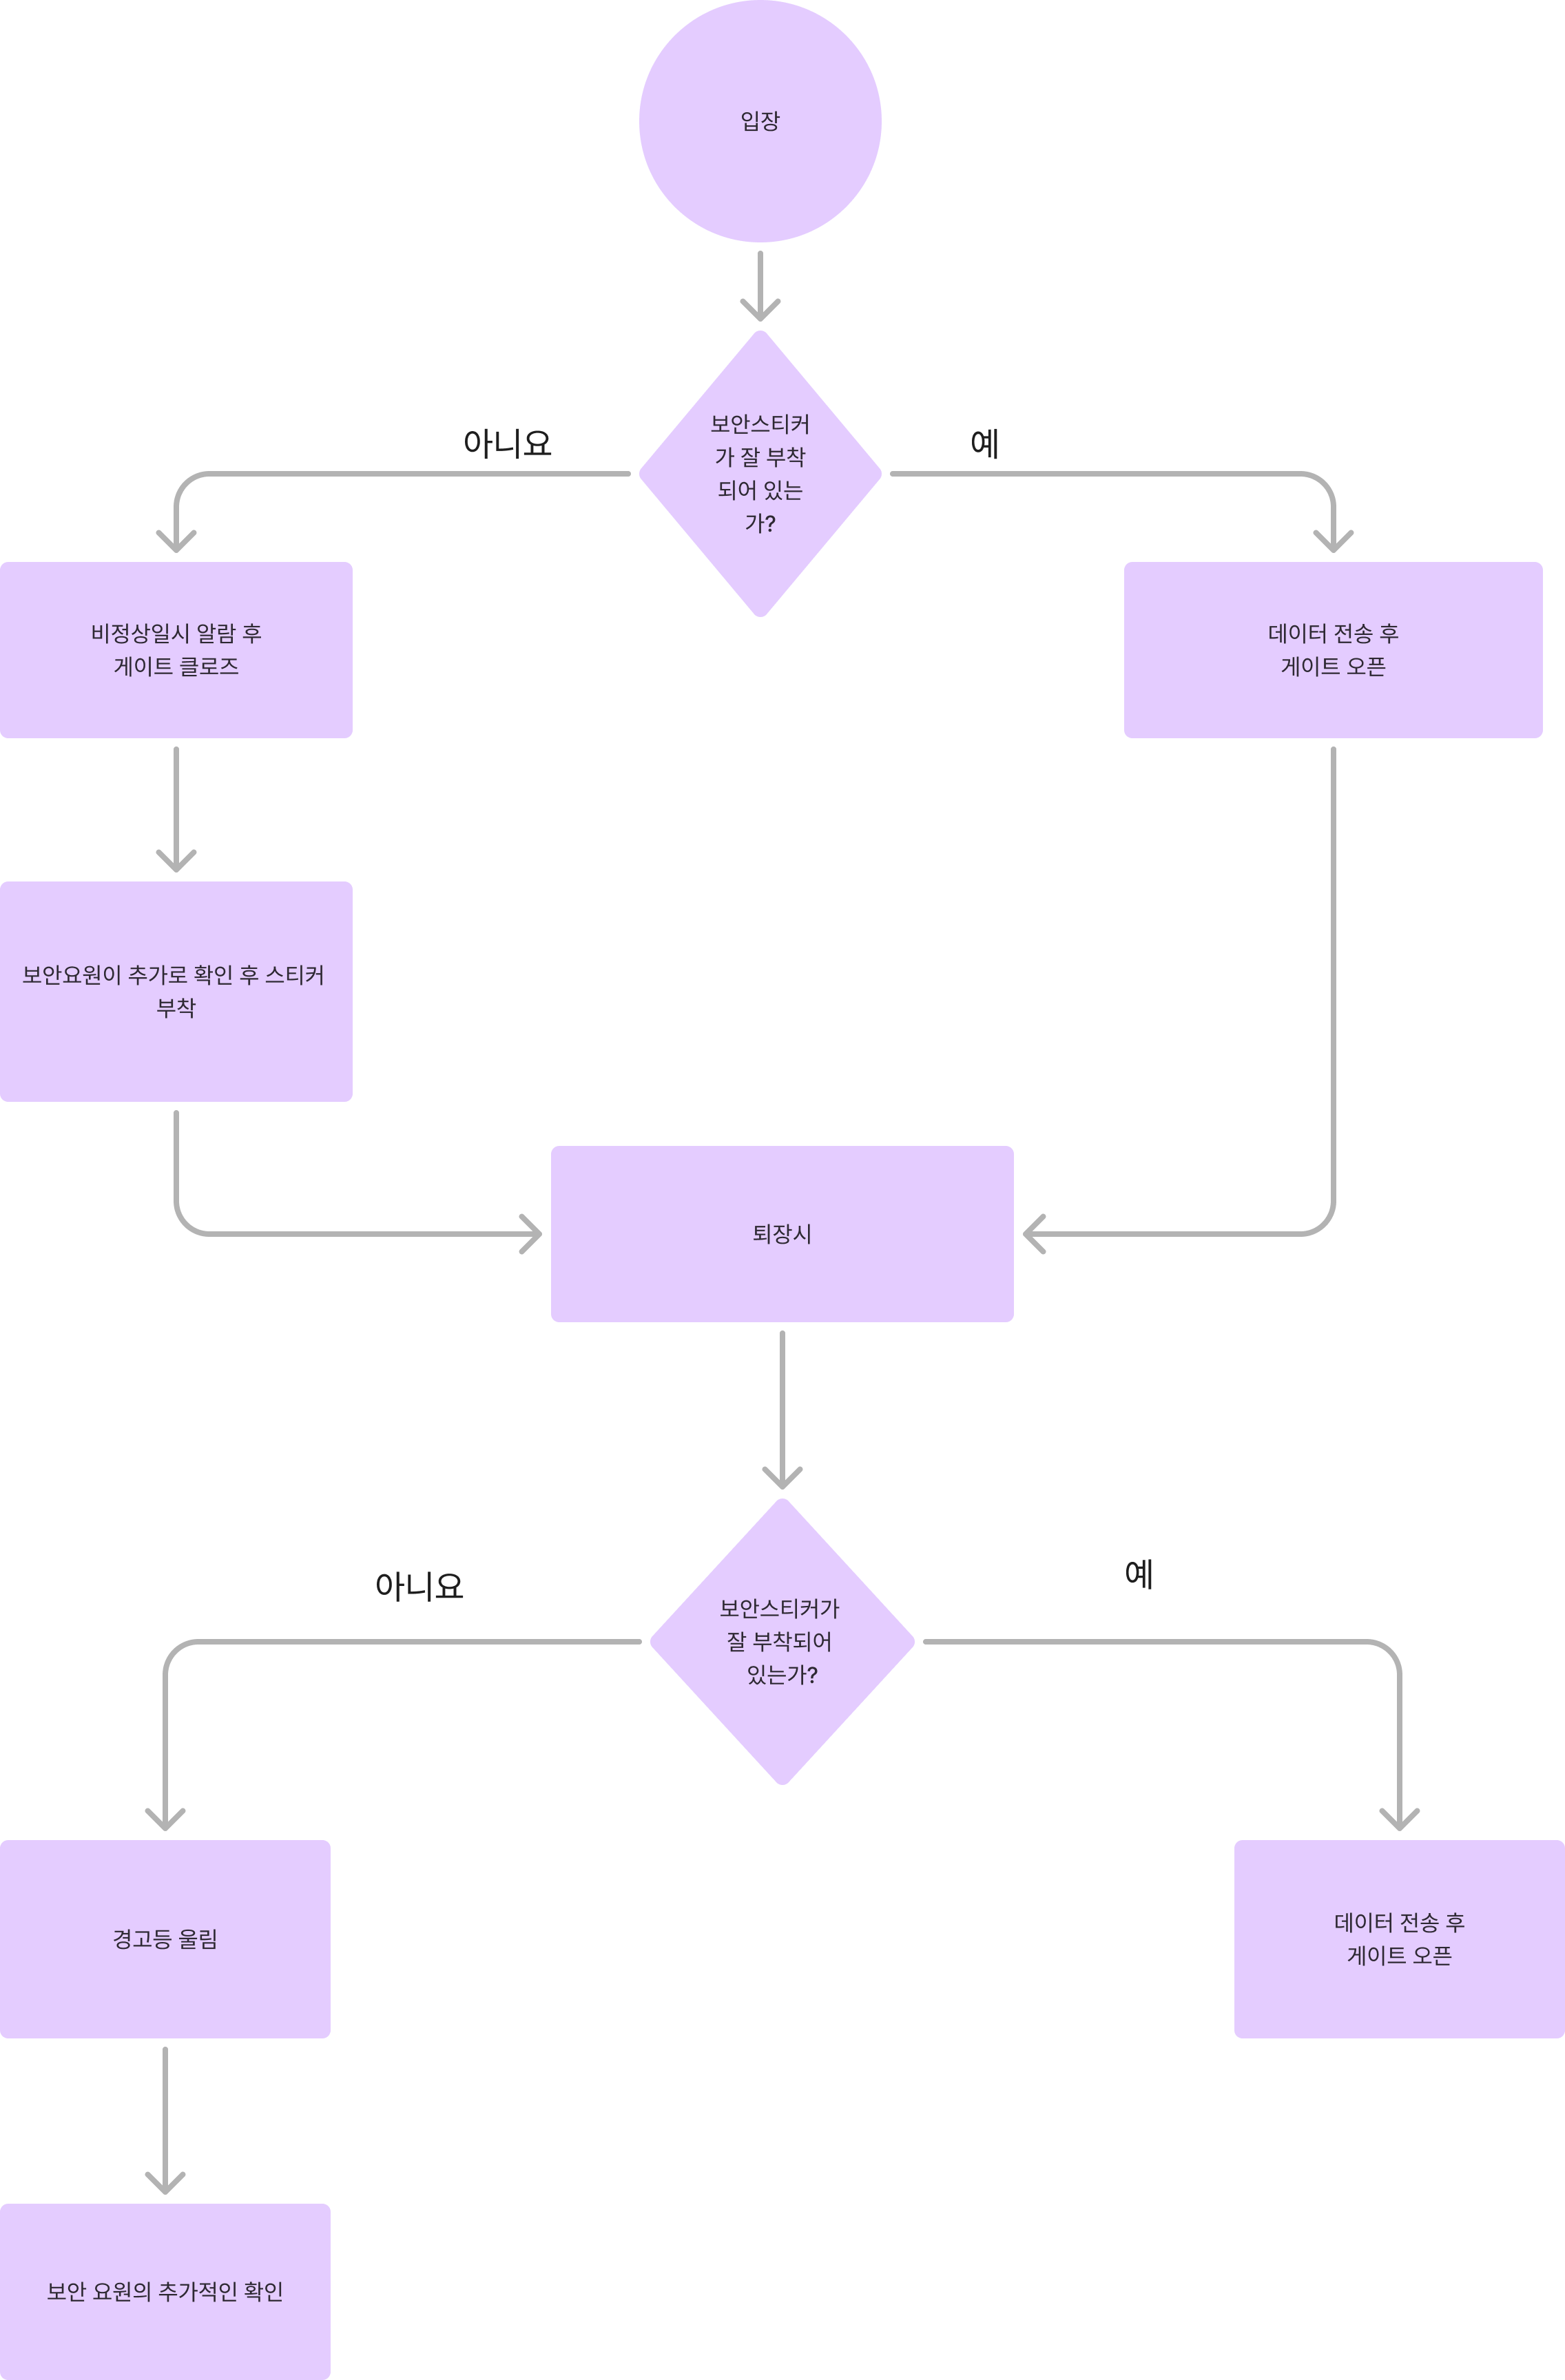 입장
보안스티커
가 잘 부착
되어 있는
가?
아니요
예
비정상일시 알람 후
게이트 클로즈
데이터 전송 후
게이트 오픈
보안요원이 추가로 확인 후 스티커
부착
퇴장시
보안스티커가
잘 부착되어
있는가?
아니요
예
경고등 울림
데이터 전송 후
게이트 오픈
보안 요원의 추가적인 확인